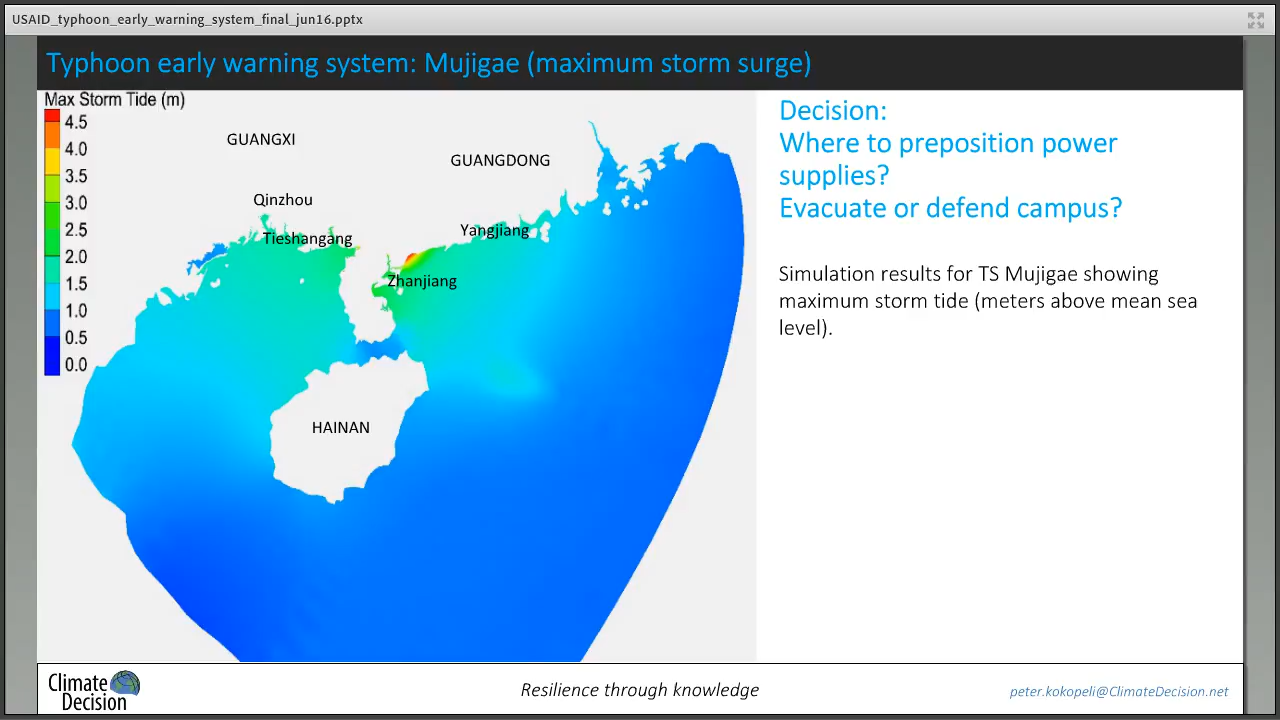 USAID_typhoon_early_warning_system_final_jun16.pptx
Typhoon early warning system: Mujigae (maximum storm surge)
Max Storm Tide (m)
4.5
4.0
3.5
3.0
2.5
2.0
1.5
1.0
0.5
0.0
GUANGXI
GUANGDONG
Qinzhou
Tieshangang
Yangjiang
Zhanjiang
HAINAN
Decision:
Where to preposition power
supplies?
Evacuate or defend campus?
Simulation results for TS Mujigae showing
maximum storm tide (meters above mean sea
level).
Climate
Decision
Resilience through knowledge
peter.kokopeli@ClimateDecision.net